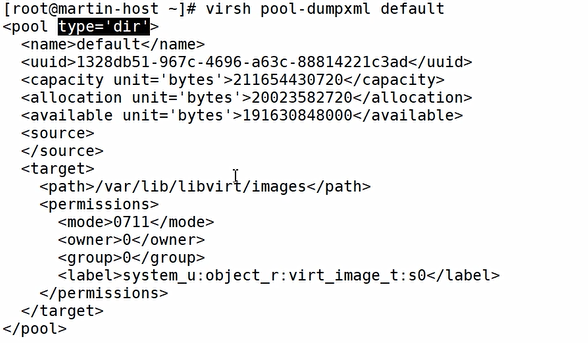 [root@martin-host ~]# virsh pool-dumpxml default
<pool type='dir'>
  <name>default</name>
  <uuid>1328db51-967c-4696-a63c-88814221c3ad</uuid>
  <capacity unit='bytes'>211654430720</capacity>
  <allocation unit='bytes'>20023582720</allocation>
  <available unit='bytes'>191630848000</available>
  <source>
  </source>
  <target>
    <path>/var/lib/libvirt/images</path>
    <permissions>
      <mode>0711</mode>
      <owner>0</owner>
      <group>0</group>
      <label>system_u:object_r:virt_image_t:s0</label>
    </permissions>
  </target>
</pool>